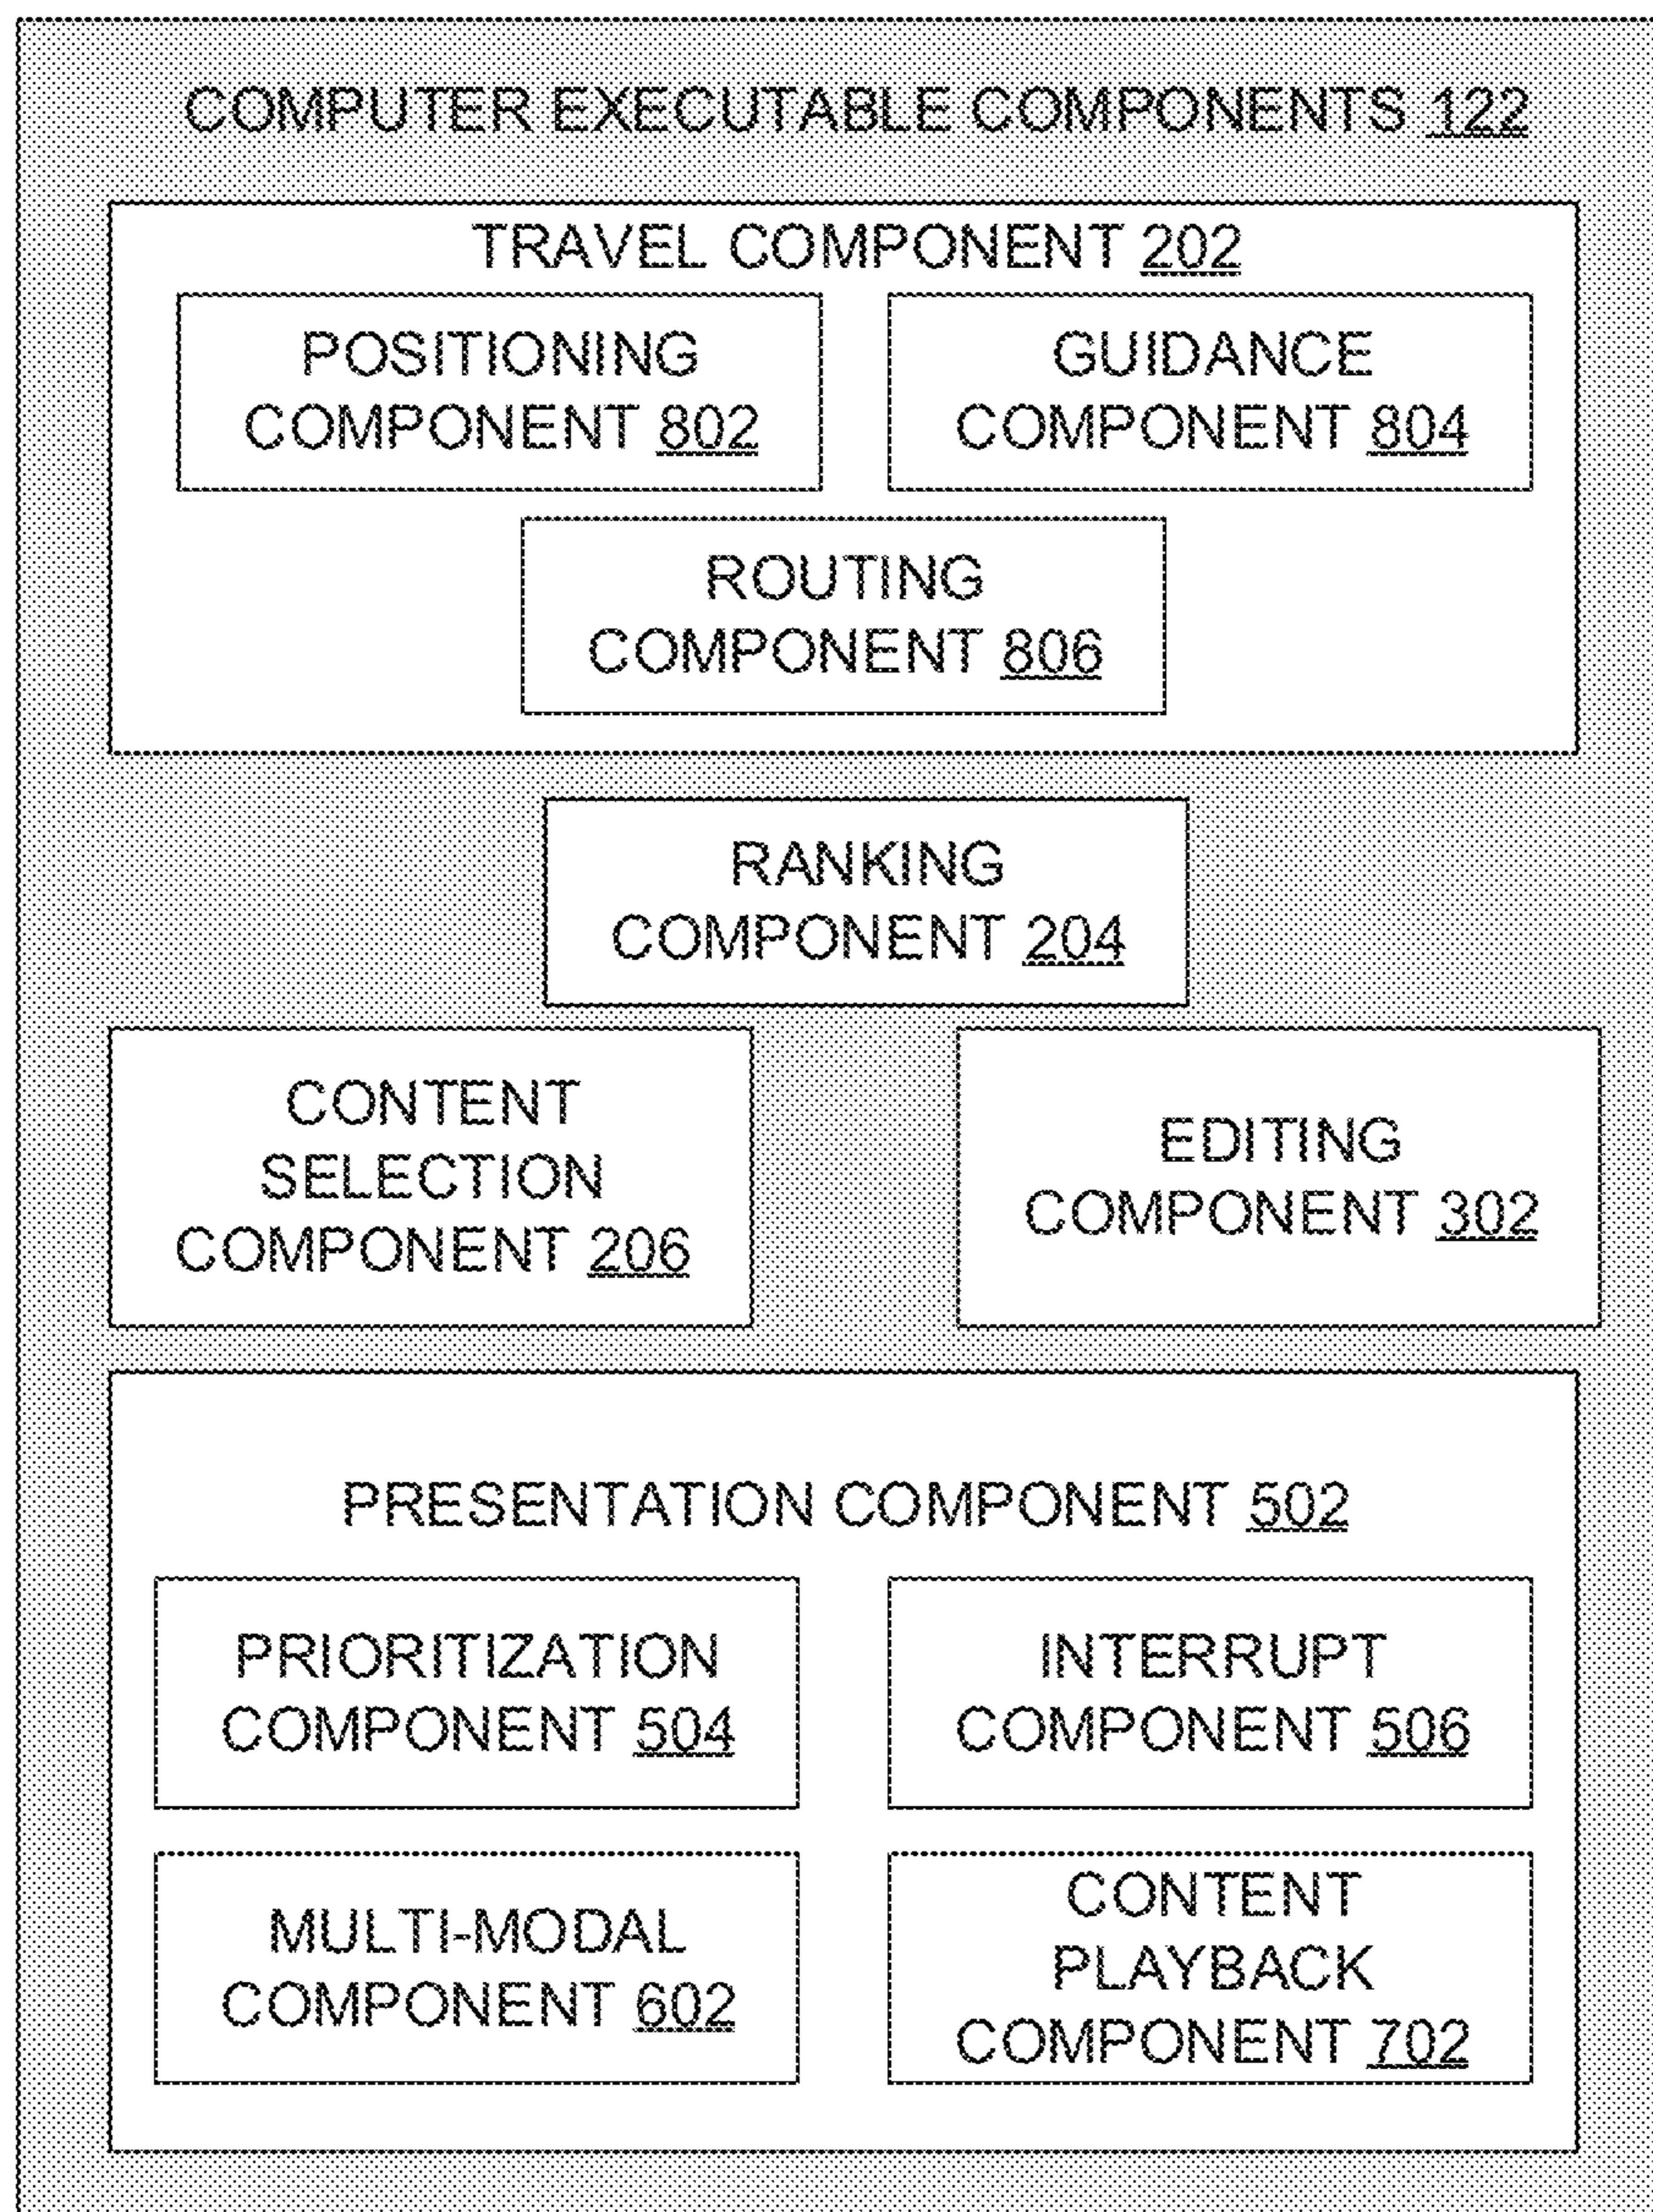 COMPUTER EXECUTABLE COMPONENTS 122
TRAVEL COMPONENT 202
POSITIONING
COMPONENT 802
GUIDANCE
COMPONENT 804
ROUTING
COMPONENT 806
RANKING
COMPONENT 204
CONTENT
SELECTION
COMPONENT 206
EDITING
COMPONENT 302
PRESENTATION COMPONENT 502
PRIORITIZATION
COMPONENT 504
INTERRUPT
COMPONENT 506
MULTI-MODAL
COMPONENT 602
CONTENT
PLAYBACK
COMPONENT 702